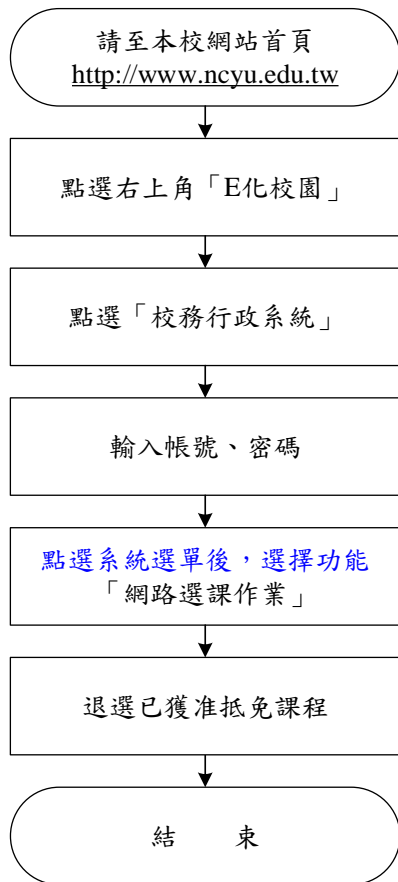 請至本校網站首頁
http://www.ncyu.edu.tw
點選右上角「E化校園」
點選「校務行政系統」
輸入帳號、密碼
點選系統選單後，選擇功能
「網路選課作業」
退選已獲准抵免課程
結　　束